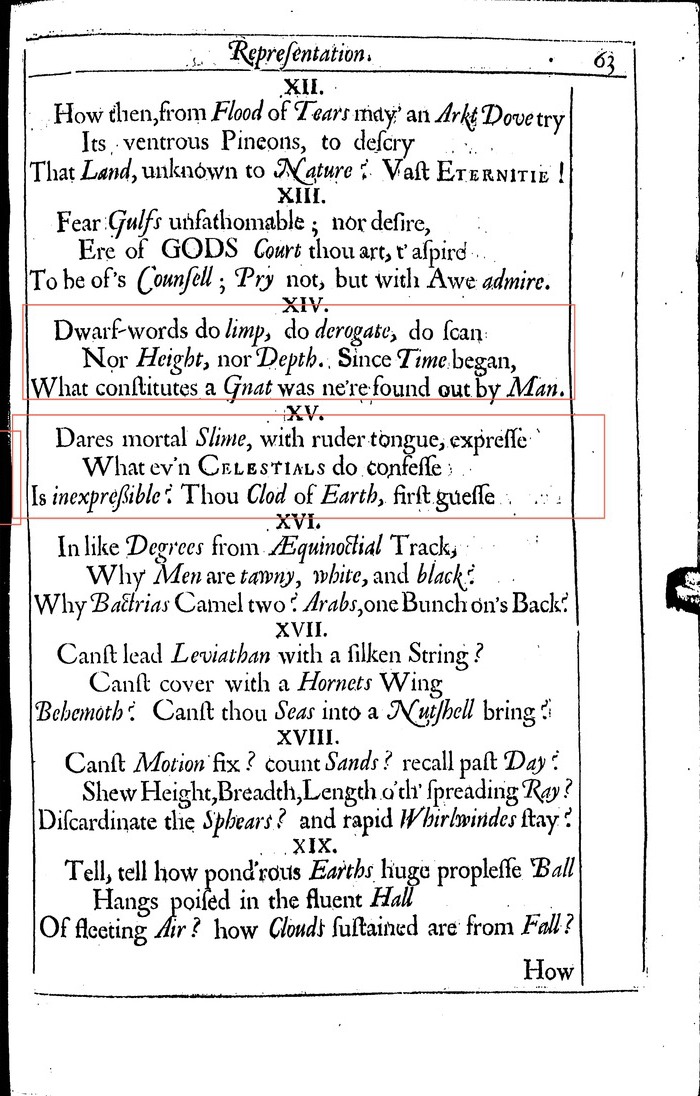 Repreſentation. 63
XII.
How then, from Flood of Tears may' an Arks Dove try
Its ventrous Pineons, to deſcry
That Land, unknown to Nature? Vaſt ETERNITIE!
XIII.
Fear Gulfs unfathomable; nor deſire,
Ere of GODS Court thou art, t' aſpire
To be of's Counſell; Pry not, but with Awe admire.
XIV.
Dwarf-words do limp, do derogate, do ſcan
Nor Height, nor Depth. Since Time began,
What conſtitutes a Gnat was ne're found out by Man.
XV.
Dares mortal Slime, with ruder tongue, expreſſe
What ev'n CELESTIALS do confeſſe
Is inexpreſsible? Thou Clod of Earth, firſt gueſſe
XVI.
In like Degrees from Æquinoctial Track,
Why Men are tawny, white, and black?
Why Bactrias Camel two? Arabs, one Bunch on's Back?
XVII.
Canſt lead Leviathan with a ſilken String?
Canſt cover with a Hornets Wing
Behemoth? Canſt thou Seas into a Nutſhell bring?
XVIII.
Canſt Motion fix? count Sands? recall paſt Day?
Shew Height, Breadth, Length o'th' ſpreading Ray?
Diſcardinate the Sphears? and rapid Whirlwindes ſtay?
XIX.
Tell, tell how pond'rous Earths huge propleſſe Ball
Hangs poiſed in the fluent Hall
Of fleeting Air? how Clouds ſuſtained are from Fall?
How